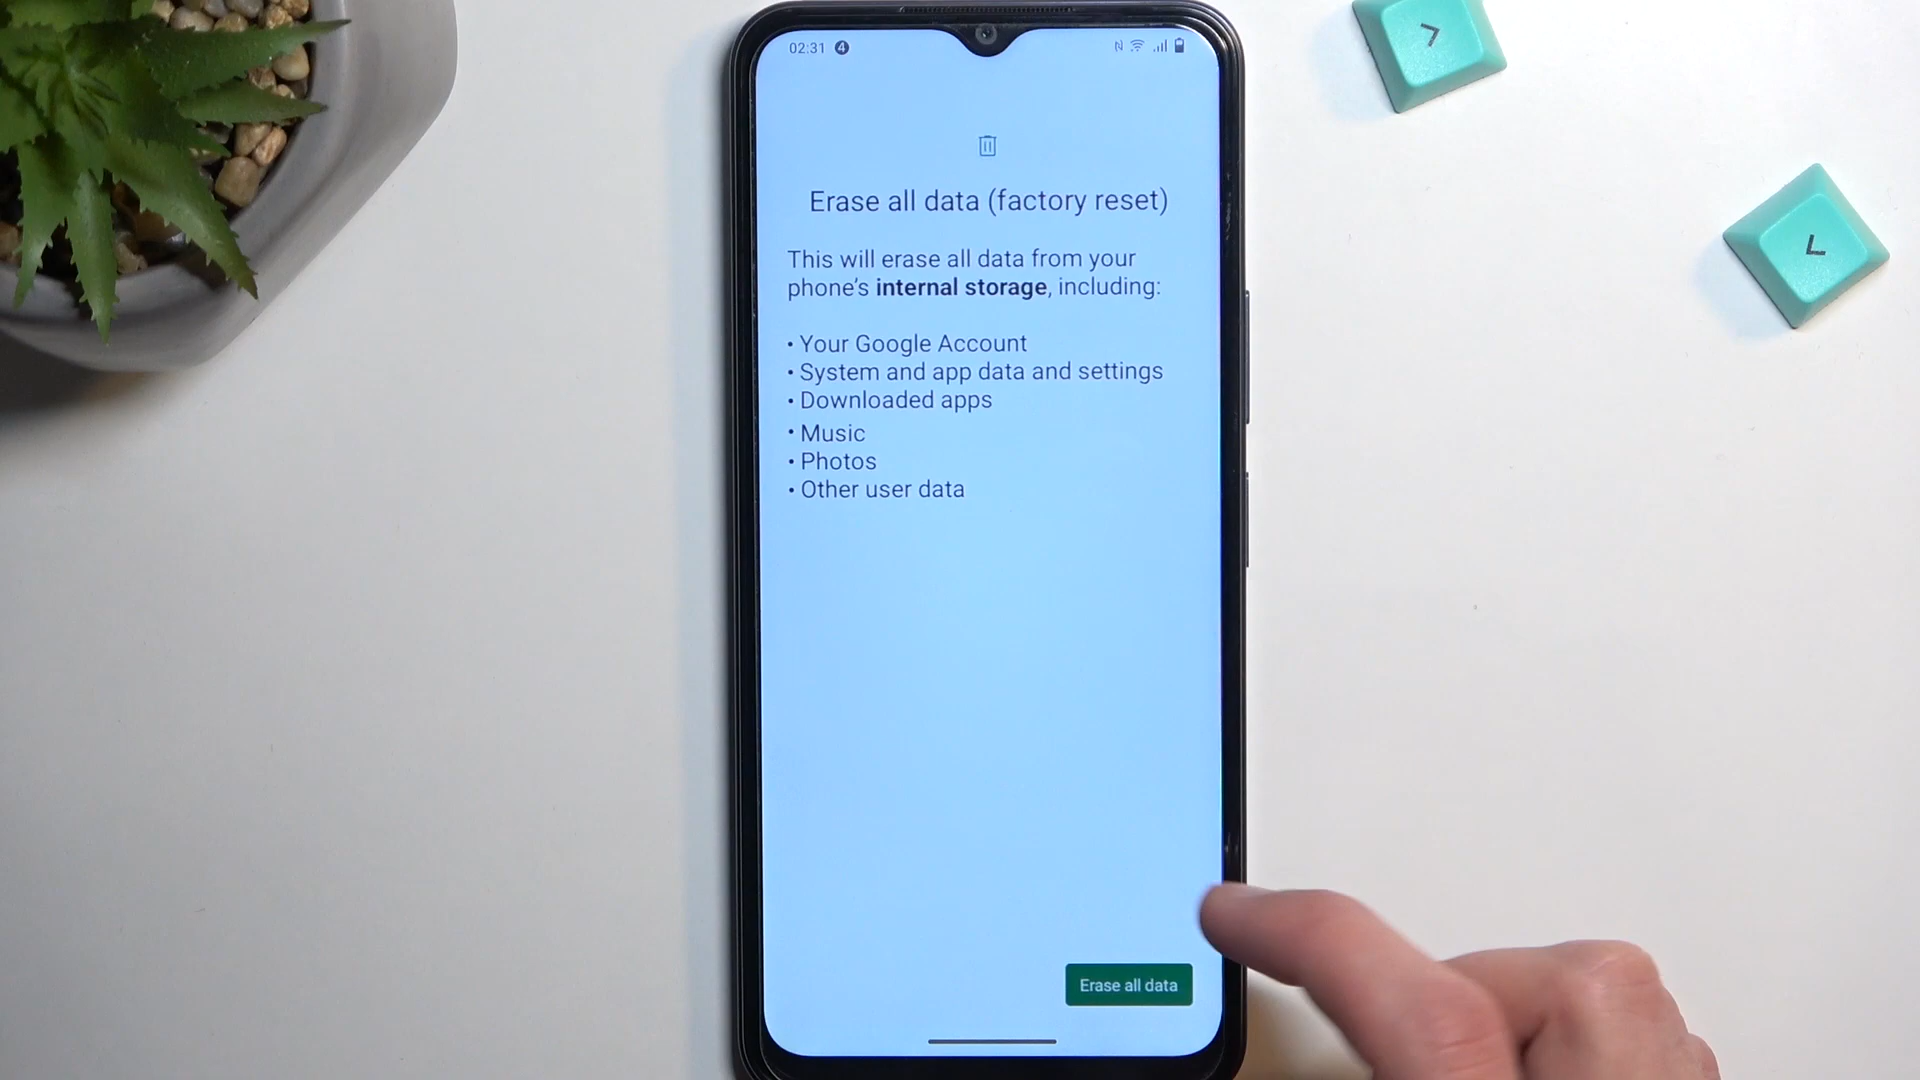 02:31 4
Erase all data (factory reset)
This will erase all data from your
phone's internal storage, including:
• Your Google Account
• System and app data and settings
• Downloaded apps
• Music
• Photos
• Other user data
Erase all data